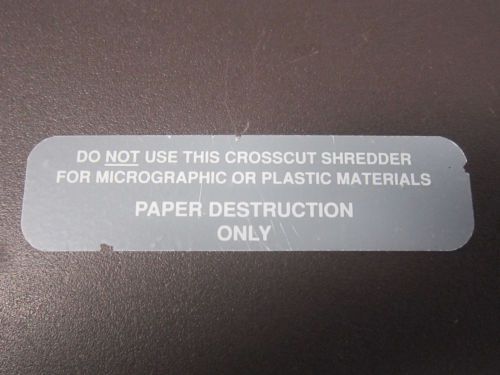 DO NOT USE THIS CROSSCUT SHREDDER
FOR MICROGRAPHIC OR PLASTIC MATERIALS
PAPER DESTRUCTION
ONLY